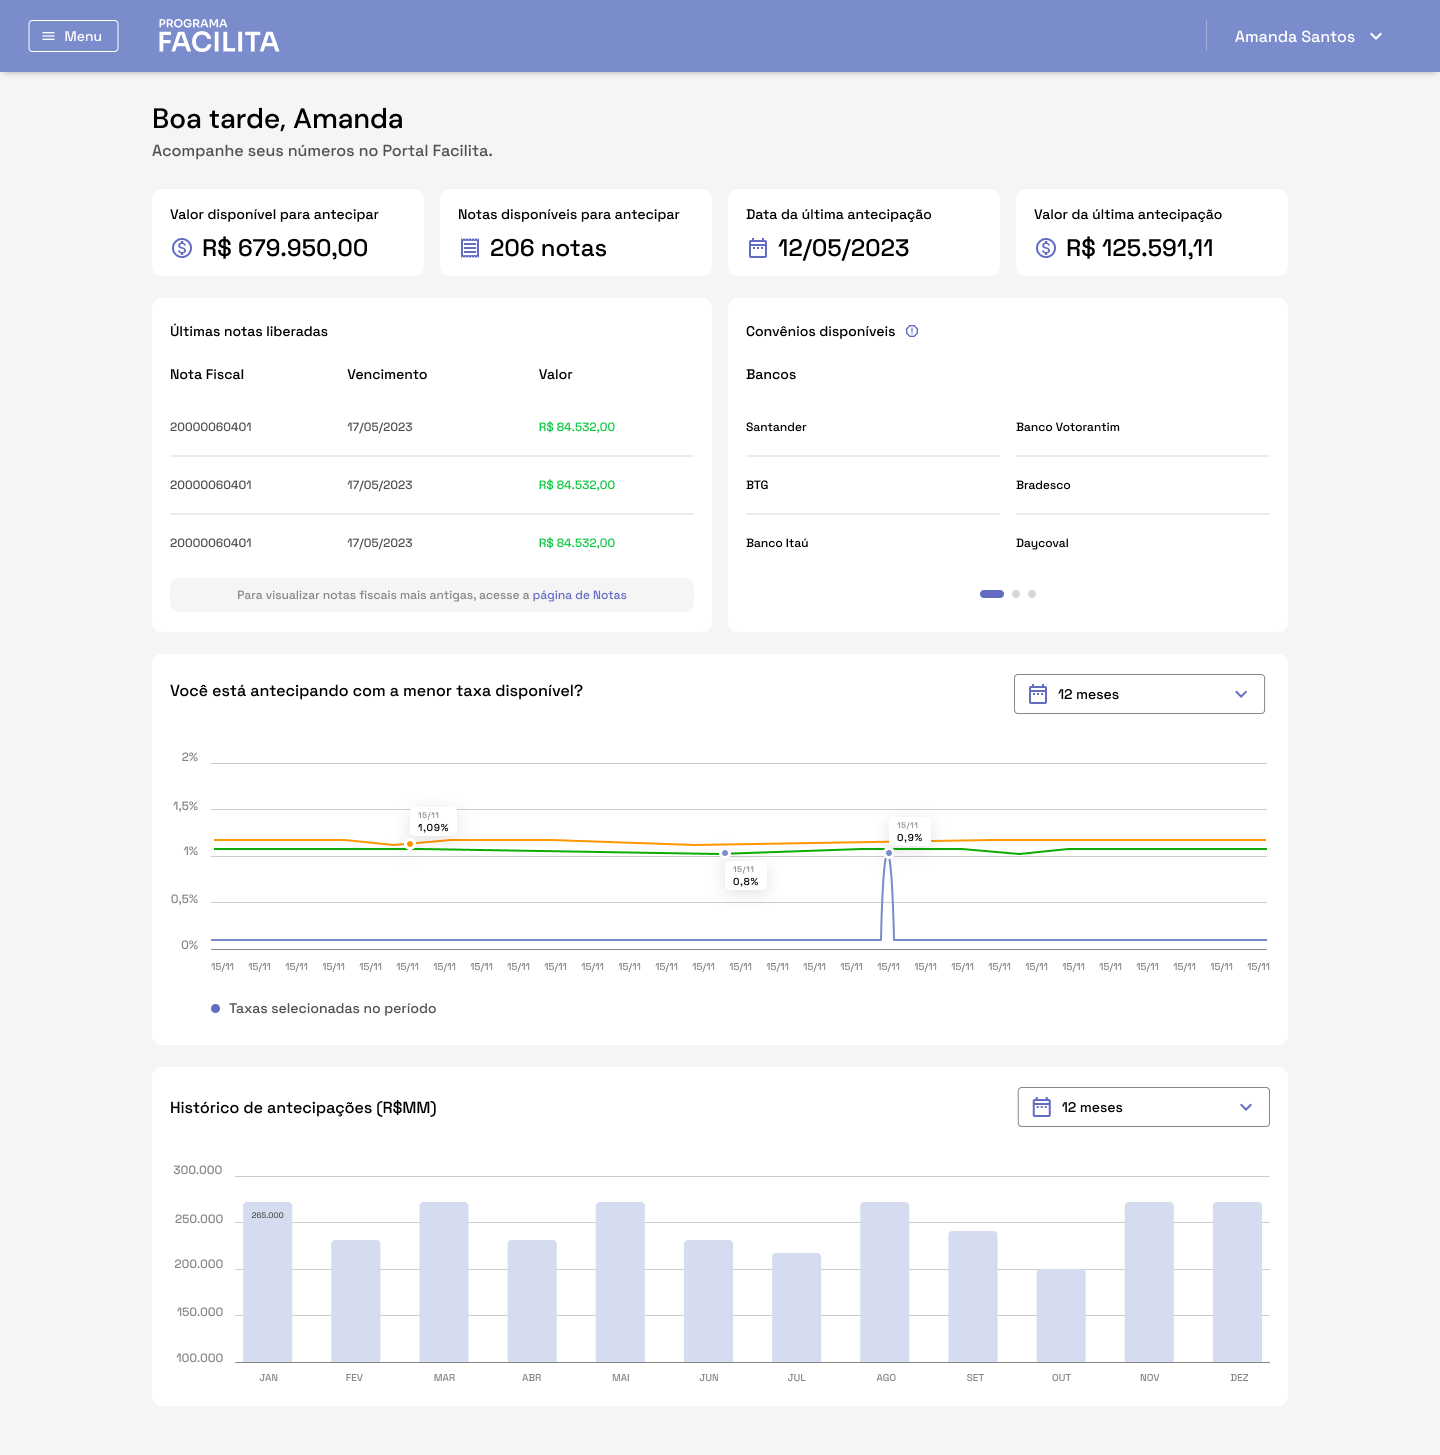 Menu
PROGRAMA
FACILITA
Amanda Santos
Boa tarde, Amanda
Acompanhe seus números no Portal Facilita.
Valor disponível para antecipar
R$ 679.950,00
Notas disponíveis para antecipar
206 notas
Data da última antecipação
12/05/2023
Valor da última antecipação
R$ 125.591,11
Últimas notas liberadas
Nota Fiscal Vencimento Valor
20000060401 17/05/2023 R$ 84.532,00
20000060401 17/05/2023 R$ 84.532,00
20000060401 17/05/2023 R$ 84.532,00
Para visualizar notas fiscais mais antigas, acesse a página de Notas
Convênios disponíveis
Bancos
Santander Banco Votorantim
BTG Bradesco
Banco Itaú Daycoval
Você está antecipando com a menor taxa disponível?
12 meses
2%
1,5%
1%
0,5%
0%
15/11
1,09%
15/11
0,8%
15/11
0,9%
15/11 15/11 15/11 15/11 15/11 15/11 15/11 15/11 15/11 15/11 15/11 15/11 15/11 15/11 15/11 15/11 15/11 15/11 15/11 15/11 15/11 15/11 15/11 15/11 15/11 15/11 15/11 15/11 15/11
Taxas selecionadas no período
Histórico de antecipações (R$MM)
12 meses
300.000
250.000
200.000
150.000
100.000
265.000
JAN FEV MAR ABR MAI JUN JUL AGO SET OUT NOV DEZ